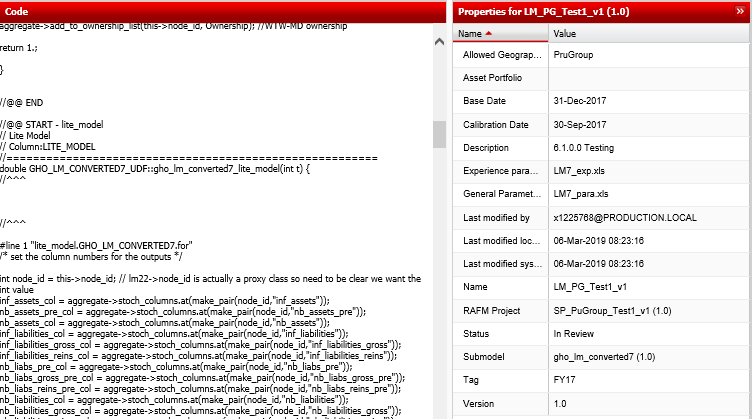 Code
aggregate->add_to_ownership_list(this->node_id, Ownership); //WTW-MD ownership
return 1.;
}
//@@ END
//@@ START - lite_model
// Lite Model
// Column:LITE_MODEL
//========================================================
double GHO_LM_CONVERTED7_UDF::gho_lm_converted7_lite_model(int t) {
//^^^
//^^^
#line 1 "lite_model.GHO_LM_CONVERTED7.for"
/* set the column numbers for the outputs */
int node_id = this->node_id; // lm22->node_id is actually a proxy class so need to be clear we want the
int value
inf_assets_col = aggregate->stoch_columns.at(make_pair(node_id,"inf_assets"));
nb_assets_pre_col = aggregate->stoch_columns.at(make_pair(node_id,"nb_assets_pre"));
nb_assets_col = aggregate->stoch_columns.at(make_pair(node_id,"nb_assets"));
inf_liabilities_col = aggregate->stoch_columns.at(make_pair(node_id,"inf_liabilities"));
inf_liabilities_gross_col = aggregate->stoch_columns.at(make_pair(node_id,"inf_liabilities_gross"));
inf_liabilities_reins_col = aggregate->stoch_columns.at(make_pair(node_id,"inf_liabilities_reins"));
nb_liabs_pre_col = aggregate->stoch_columns.at(make_pair(node_id,"nb_liabs_pre"));
nb_liabs_gross_pre_col = aggregate->stoch_columns.at(make_pair(node_id,"nb_liabs_gross_pre"));
nb_liabs_reins_pre_col = aggregate->stoch_columns.at(make_pair(node_id,"nb_liabs_reins_pre"));
nb_liabilities_col = aggregate->stoch_columns.at(make_pair(node_id,"nb_liabilities"));
nb_liabilities_gross_col = aggregate->stoch_columns.at(make_pair(node_id,"nb_liabilities_gross"));
Properties for LM_PG_Test1_v1 (1.0) »
Name Value
Allowed Geograp... PruGroup
Asset Portfolio
Base Date 31-Dec-2017
Calibration Date 30-Sep-2017
Description 6.1.0.0 Testing
Experience para... LM7_exp.xls
General Paramet... LM7_para.xls
Last modified by x1225768@PRODUCTION.LOCAL
Last modified loc... 06-Mar-2019 08:23:16
Last modified sys... 06-Mar-2019 08:23:16
Name LM_PG_Test1_v1
RAFM Project SP_PuGroup_Test1_v1 (1.0)
Status In Review
Submodel gho_lm_converted7 (1.0)
Tag FY17
Version 1.0